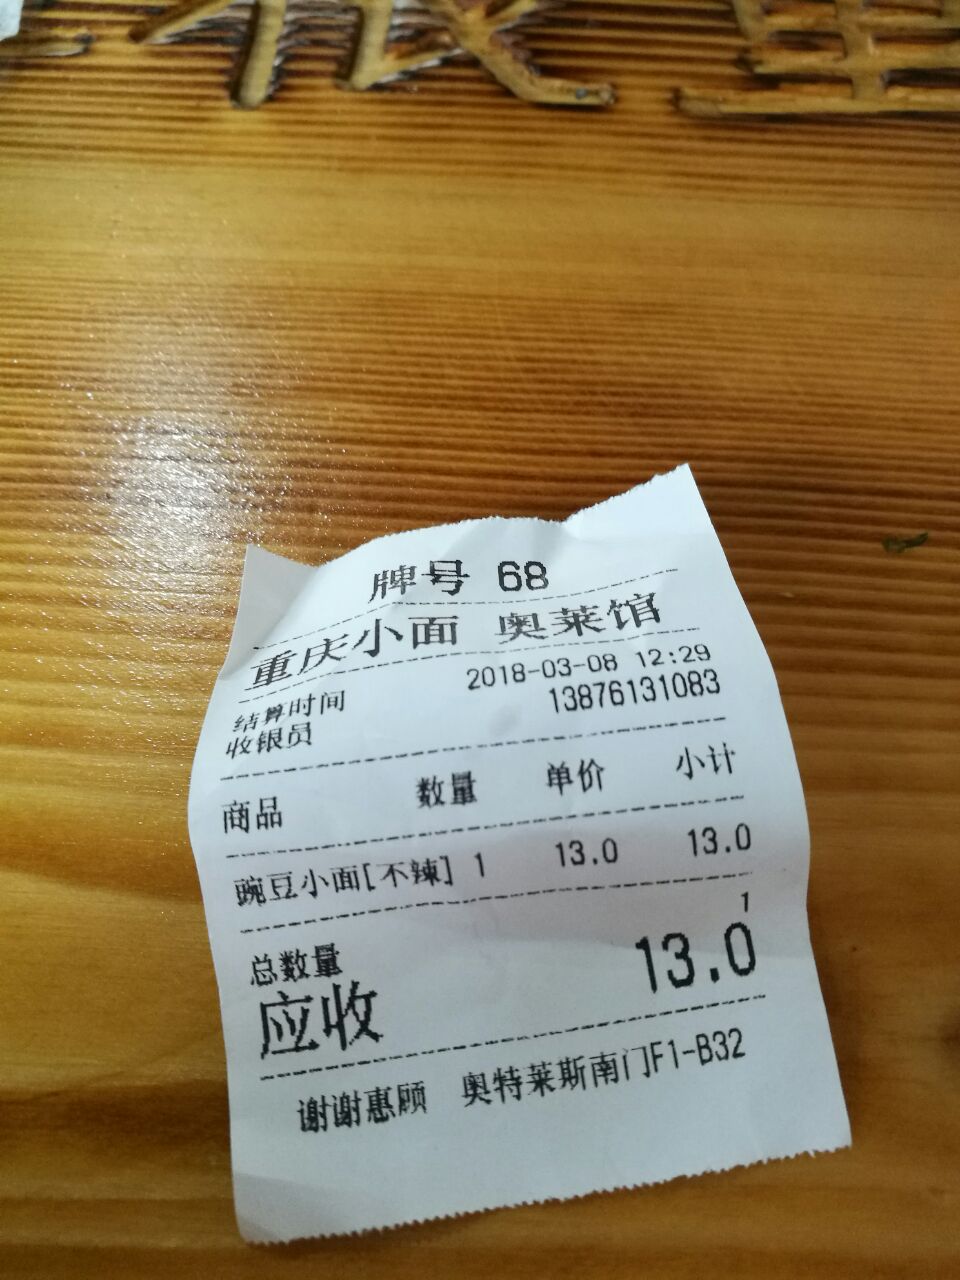 牌号 68
重庆小面 奥莱馆
结算时间 2018-03-08 12:29
收银员 13876131083
商品 数量 单价 小计
豌豆小面[不辣] 1 13.0 13.0
总数量 1
应收 13.0
谢谢惠顾 奥特莱斯南门F1-B32